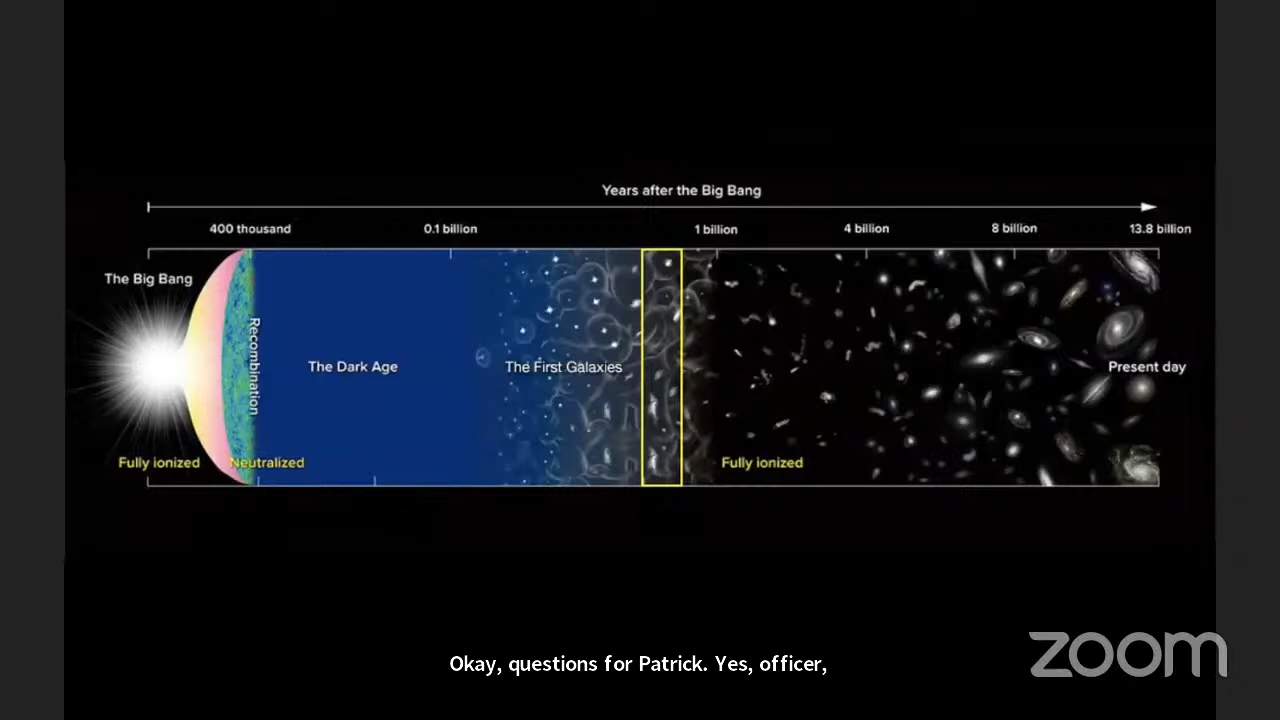 Years after the Big Bang
400 thousand 0.1 billion 1 billion 4 billion 8 billion 13.8 billion
The Big Bang
Recombination
The Dark Age
The First Galaxies
Present day
Fully ionized
Neutralized
Fully ionized
Okay, questions for Patrick. Yes, officer,
zoom